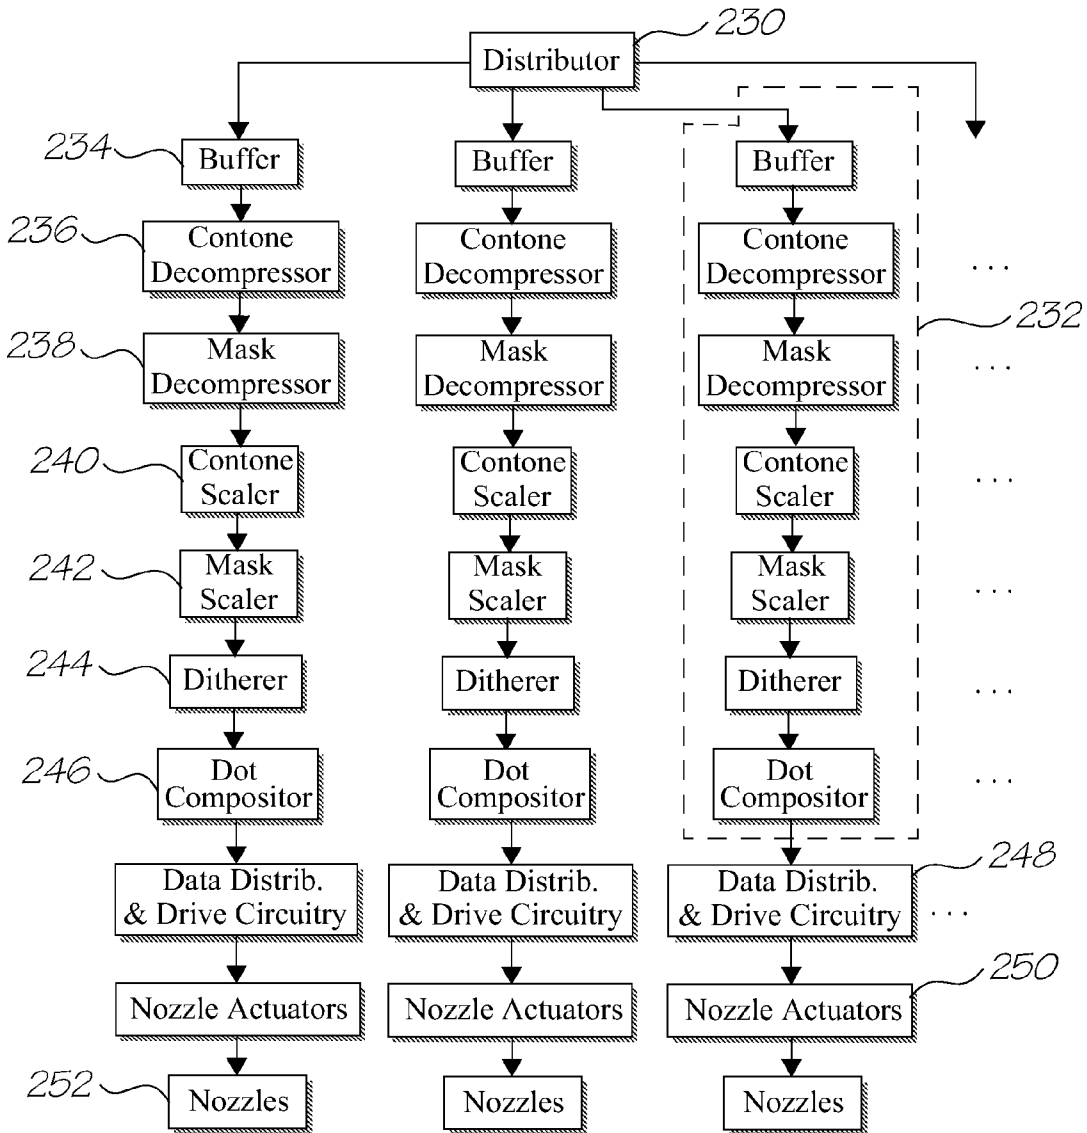 230
Distributor
234
Buffer
Buffer
Buffer
236
Contone
Decompressor
Contone
Decompressor
Contone
Decompressor
. . .
232
238
Mask
Decompressor
Mask
Decompressor
Mask
Decompressor
. . .
240
Contone
Scaler
Contone
Scaler
Contone
Scaler
. . .
242
Mask
Scaler
Mask
Scaler
Mask
Scaler
. . .
244
Ditherer
Ditherer
Ditherer
. . .
246
Dot
Compositor
Dot
Compositor
Dot
Compositor
. . .
248
Data Distrib.
& Drive Circuitry
Data Distrib.
& Drive Circuitry
Data Distrib.
& Drive Circuitry
. . .
250
Nozzle Actuators
Nozzle Actuators
Nozzle Actuators
252
Nozzles
Nozzles
Nozzles